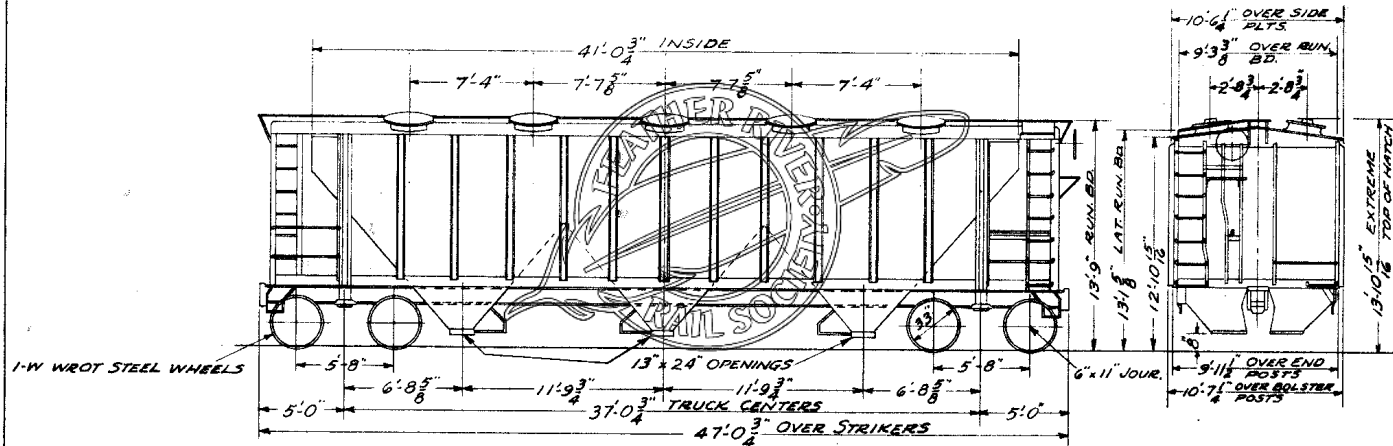 41'-0 3/4" INSIDE
7'-4" 7'-7 5/8" 7'-7 5/8" 7'-4"
10'-6 1/4" OVER SIDE
PLTS.
9'-3 3/8" OVER RUN.
BD.
2'-8 3/4" 2'-8 3/4"
FEATHER RIVER
RAIL SOCIETY
13'-9" RUN. BD.
13'-1 5/8" LAT. RUN. BD.
12'-10 15/16"
13'-10 15/16" EXTREME
TOP OF HATCH
33"
8"
1-W WROT STEEL WHEELS
13" x 24" OPENINGS
6" x 11" JOUR.
5'-8" 5'-8"
6'-8 5/8" 11'-9 3/4" 11'-9 3/4" 6'-8 5/8"
5'-0" 37'-0 3/4" TRUCK CENTERS 5'-0"
47'-0 3/4" OVER STRIKERS
9'-11 1/2" OVER END
POSTS
10'-7 1/4" OVER BOLSTER
POSTS